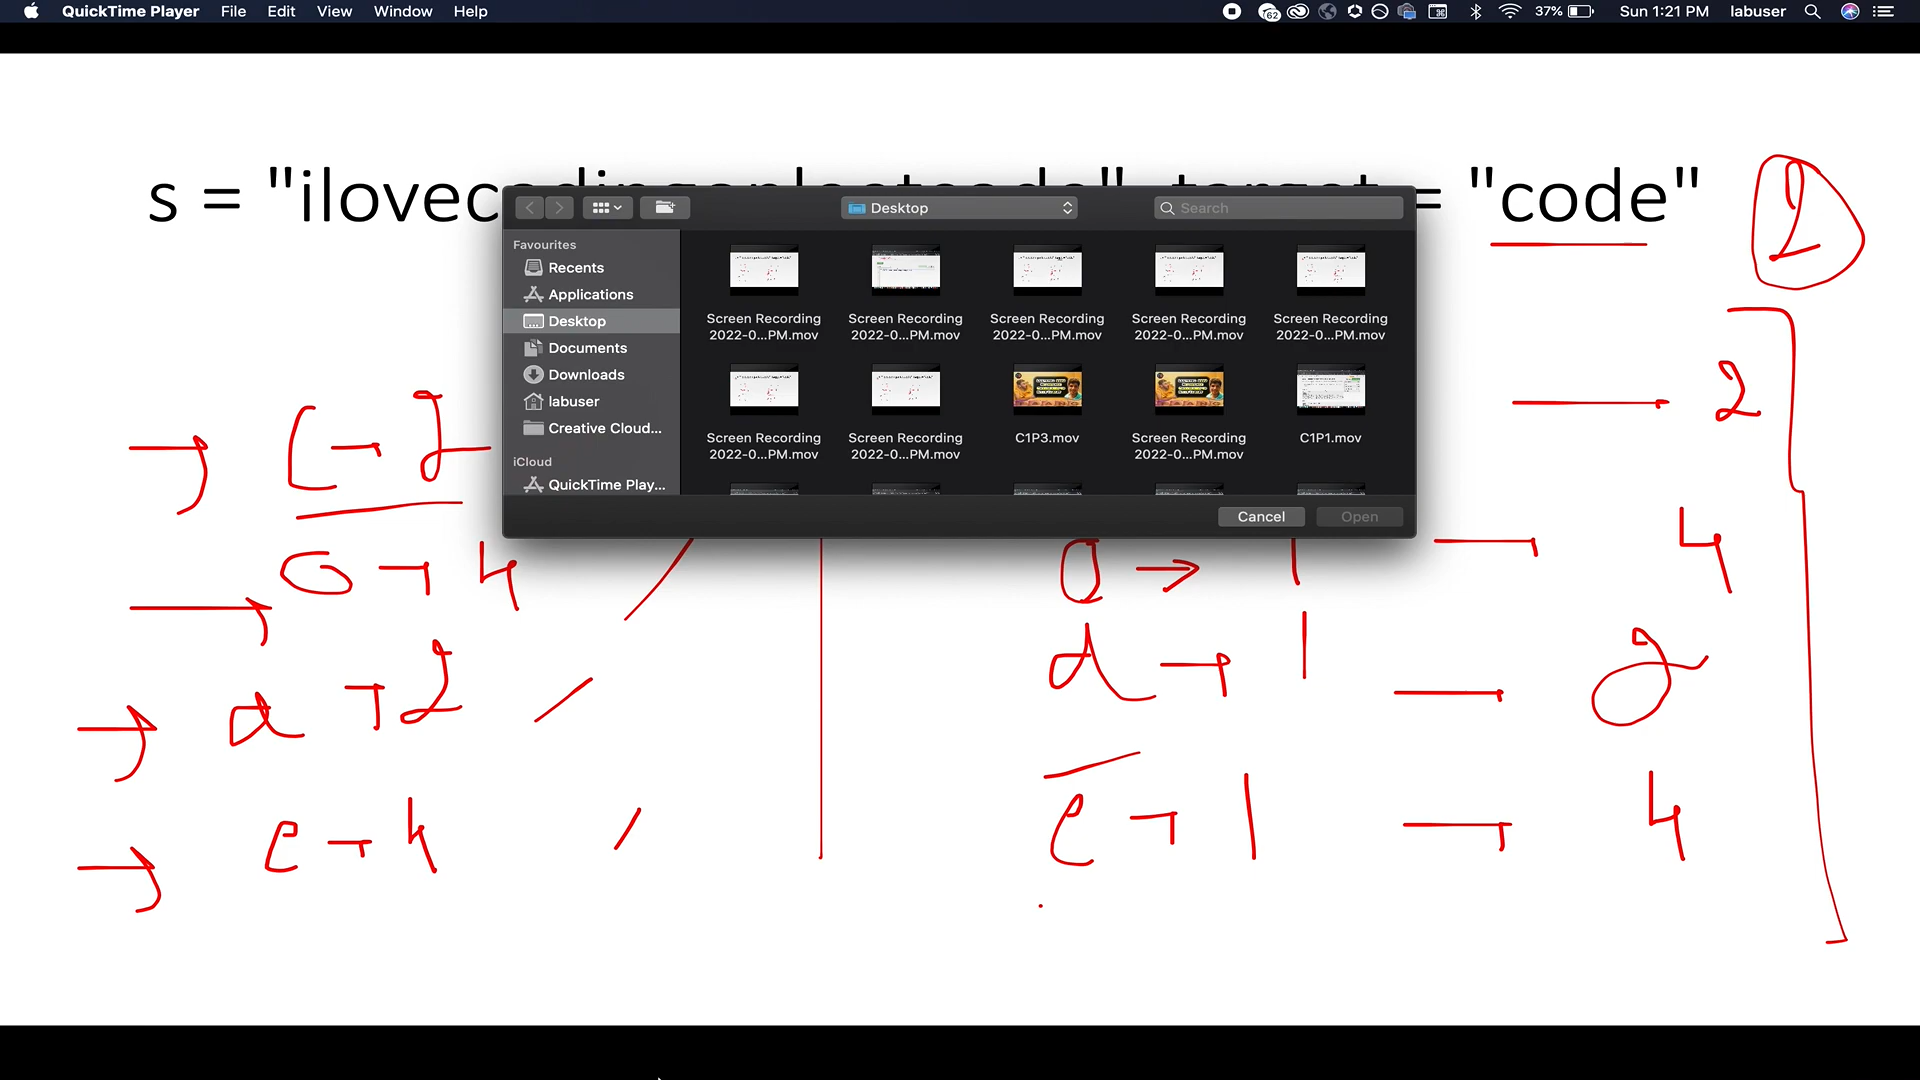 QuickTime Player File Edit View Window Help 62 37% Sun 1:21 PM labuser
s = "ilovecodingonleetcode", target = "code" 2
Desktop Search
Favourites
Recents
Applications
Desktop
Documents
Downloads
labuser
Creative Cloud...
iCloud
QuickTime Play...
Screen Recording 2022-0...PM.mov
Screen Recording 2022-0...PM.mov
Screen Recording 2022-0...PM.mov
Screen Recording 2022-0...PM.mov
Screen Recording 2022-0...PM.mov
Screen Recording 2022-0...PM.mov
Screen Recording 2022-0...PM.mov
C1P3.mov
Screen Recording 2022-0...PM.mov
C1P1.mov
Cancel Open
C → 2
→ 2
O → 4
O → 1 → 4
d → 2
d → 1 → 2
e → 4
e → 1 → 4